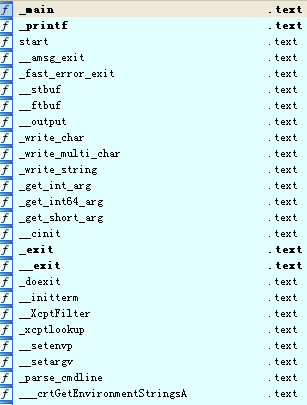 f _main .text
f _printf .text
f start .text
f __amsg_exit .text
f _fast_error_exit .text
f __stbuf .text
f __ftbuf .text
f __output .text
f _write_char .text
f _write_multi_char .text
f _write_string .text
f _get_int_arg .text
f _get_int64_arg .text
f _get_short_arg .text
f __cinit .text
f _exit .text
f __exit .text
f _doexit .text
f __initterm .text
f __XcptFilter .text
f _xcptlookup .text
f __setenvp .text
f __setargv .text
f _parse_cmdline .text
f ___crtGetEnvironmentStringsA .text